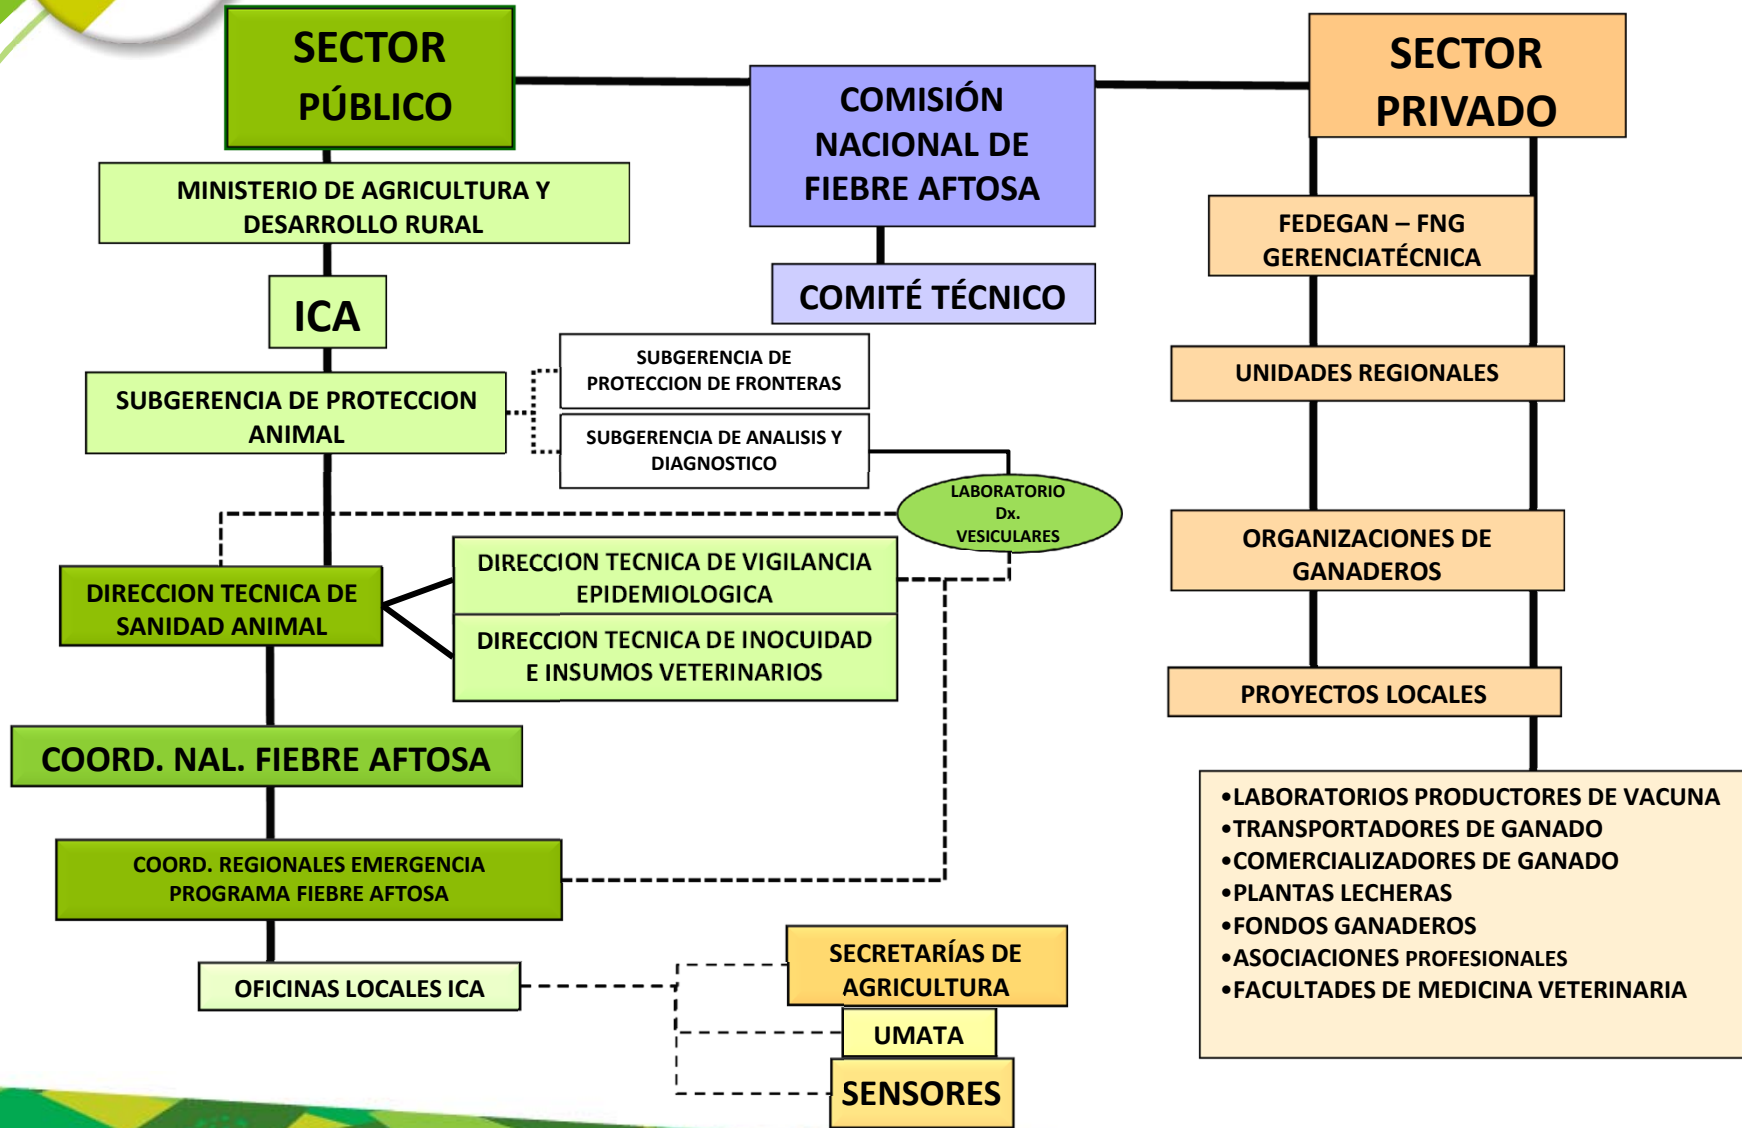 SECTOR
PÚBLICO
COMISIÓN
NACIONAL DE
FIEBRE AFTOSA
SECTOR
PRIVADO
MINISTERIO DE AGRICULTURA Y
DESARROLLO RURAL
FEDEGAN – FNG
GERENCIATÉCNICA
ICA
COMITÉ TÉCNICO
SUBGERENCIA DE
PROTECCION DE FRONTERAS
UNIDADES REGIONALES
SUBGERENCIA DE PROTECCION
ANIMAL
SUBGERENCIA DE ANALISIS Y
DIAGNOSTICO
LABORATORIO
Dx.
VESICULARES
ORGANIZACIONES DE
GANADEROS
DIRECCION TECNICA DE
SANIDAD ANIMAL
DIRECCION TECNICA DE VIGILANCIA
EPIDEMIOLOGICA
DIRECCION TECNICA DE INOCUIDAD
E INSUMOS VETERINARIOS
PROYECTOS LOCALES
COORD. NAL. FIEBRE AFTOSA
•LABORATORIOS PRODUCTORES DE VACUNA
•TRANSPORTADORES DE GANADO
•COMERCIALIZADORES DE GANADO
•PLANTAS LECHERAS
•FONDOS GANADEROS
•ASOCIACIONES PROFESIONALES
•FACULTADES DE MEDICINA VETERINARIA
COORD. REGIONALES EMERGENCIA
PROGRAMA FIEBRE AFTOSA
OFICINAS LOCALES ICA
SECRETARÍAS DE
AGRICULTURA
UMATA
SENSORES